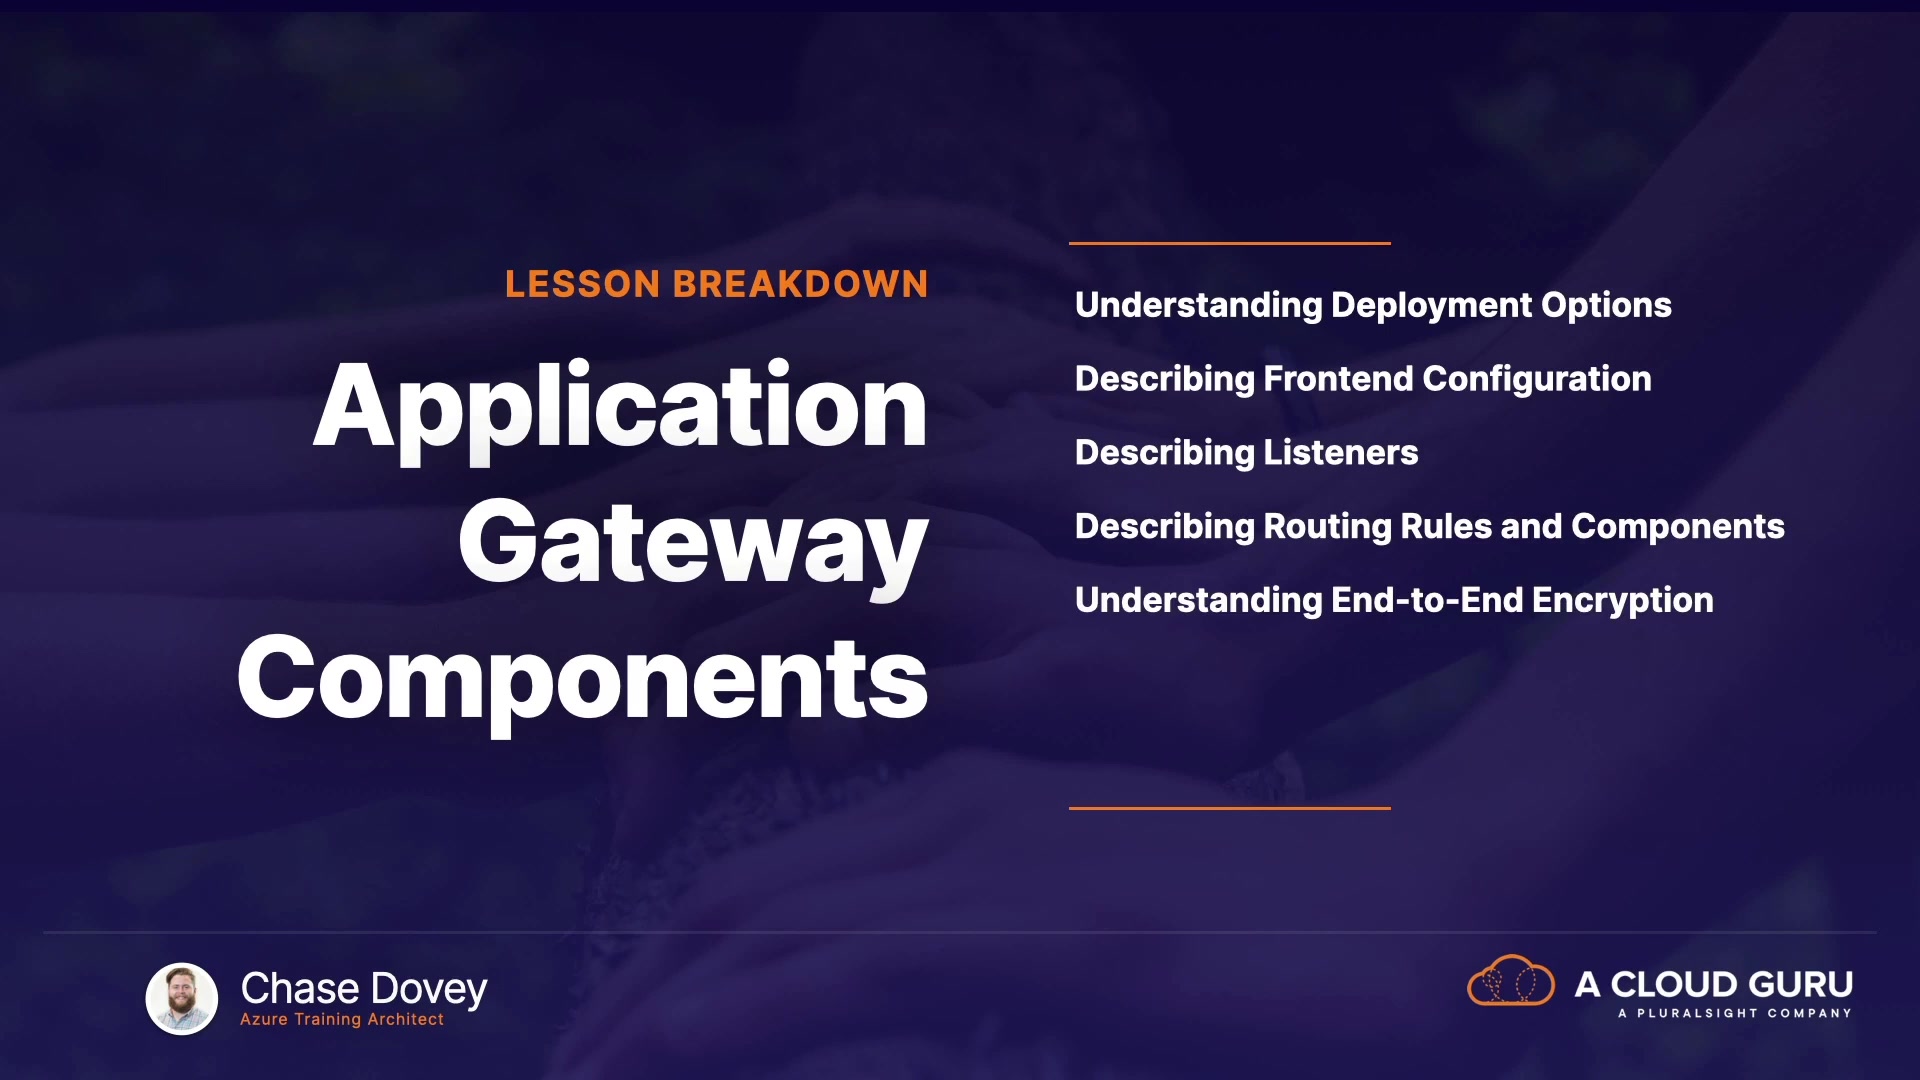 LESSON BREAKDOWN
Application
Gateway
Components
Understanding Deployment Options
Describing Frontend Configuration
Describing Listeners
Describing Routing Rules and Components
Understanding End-to-End Encryption
Chase Dovey
Azure Training Architect
A CLOUD GURU
A PLURALSIGHT COMPANY